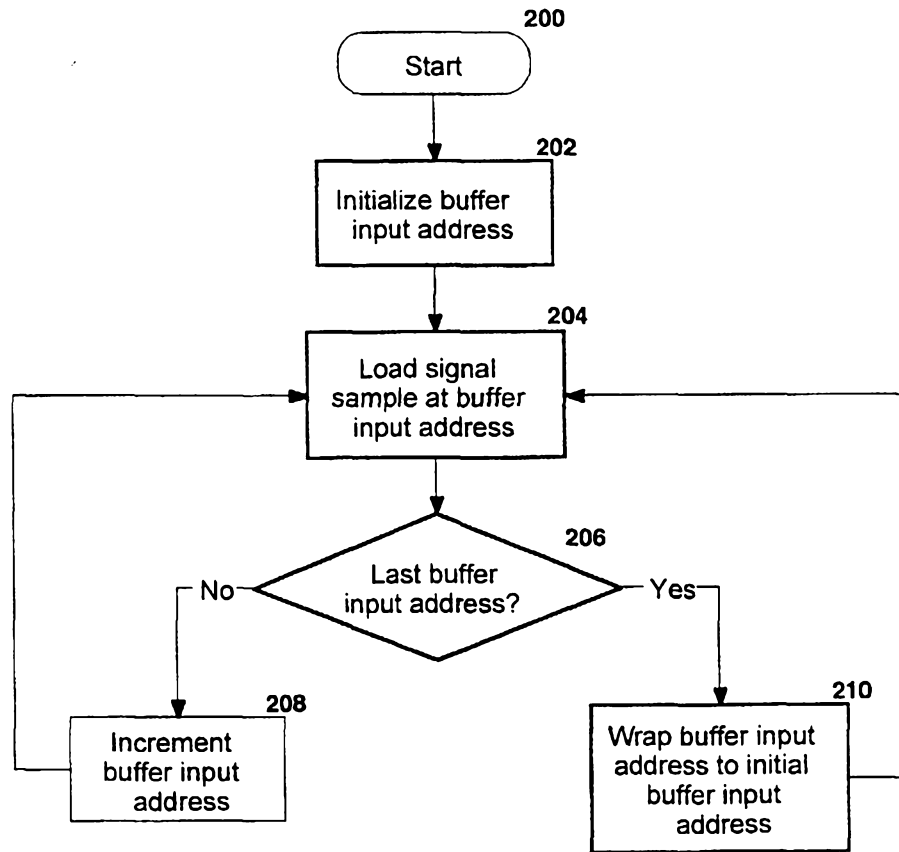 200
Start
202
Initialize buffer
input address
204
Load signal
sample at buffer
input address
206
Last buffer
input address?
No
Yes
208
Increment
buffer input
address
210
Wrap buffer input
address to initial
buffer input
address